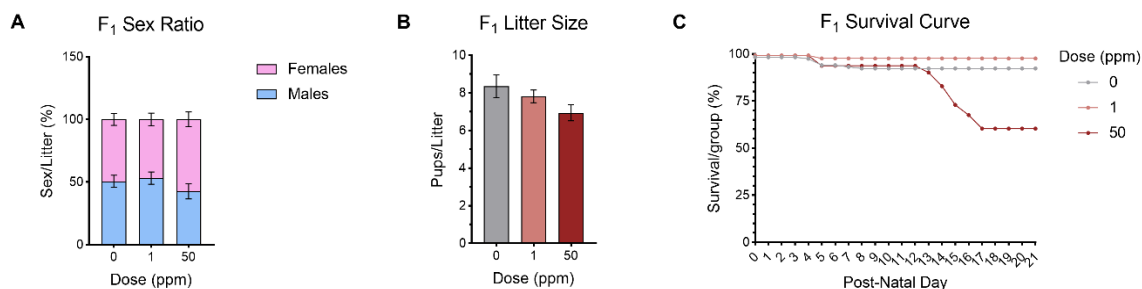 A
F₁ Sex Ratio
150
100
50
0
Sex/Litter (%)
0 1 50
Dose (ppm)
Females
Males
B
F₁ Litter Size
10
8
6
4
2
0
Pups/Litter
0 1 50
Dose (ppm)
C
F₁ Survival Curve
100
75
50
25
0
Survival/group (%)
0 1 2 3 4 5 6 7 8 9 10 11 12 13 14 15 16 17 18 19 20 21
Post-Natal Day
Dose (ppm)
0
1
50